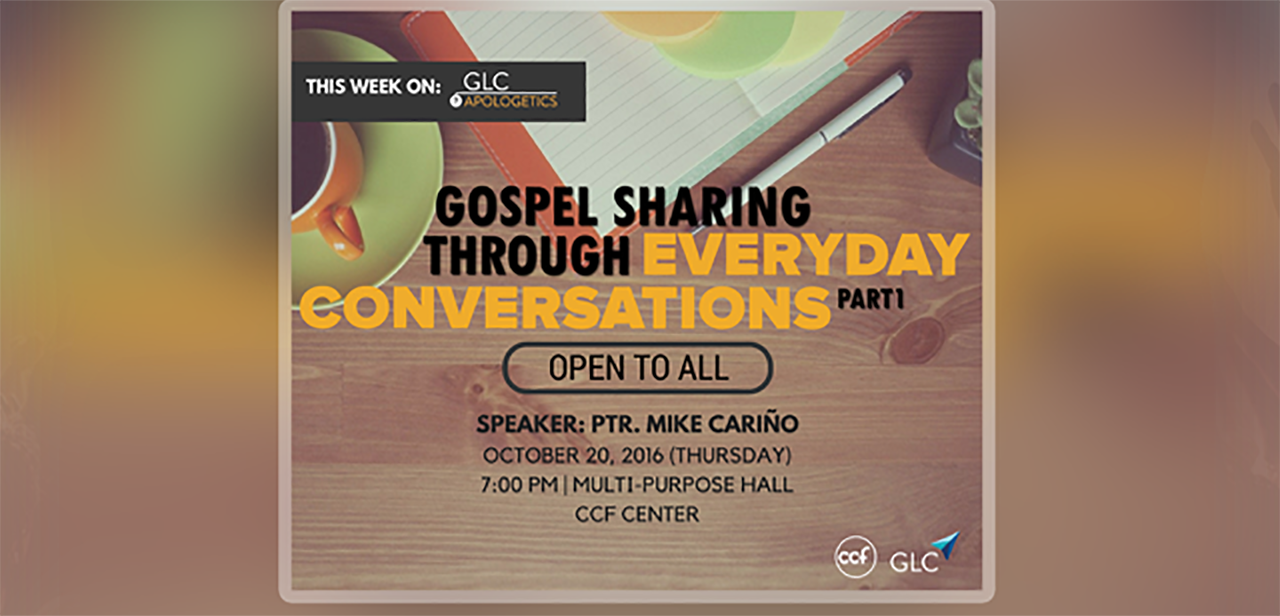 THIS WEEK ON: GLC
APOLOGETICS
GOSPEL SHARING
THROUGH EVERYDAY
CONVERSATIONS PART1
OPEN TO ALL
SPEAKER: PTR. MIKE CARIÑO
OCTOBER 20, 2016 (THURSDAY)
7:00 PM | MULTI-PURPOSE HALL
CCF CENTER
ccf GLC